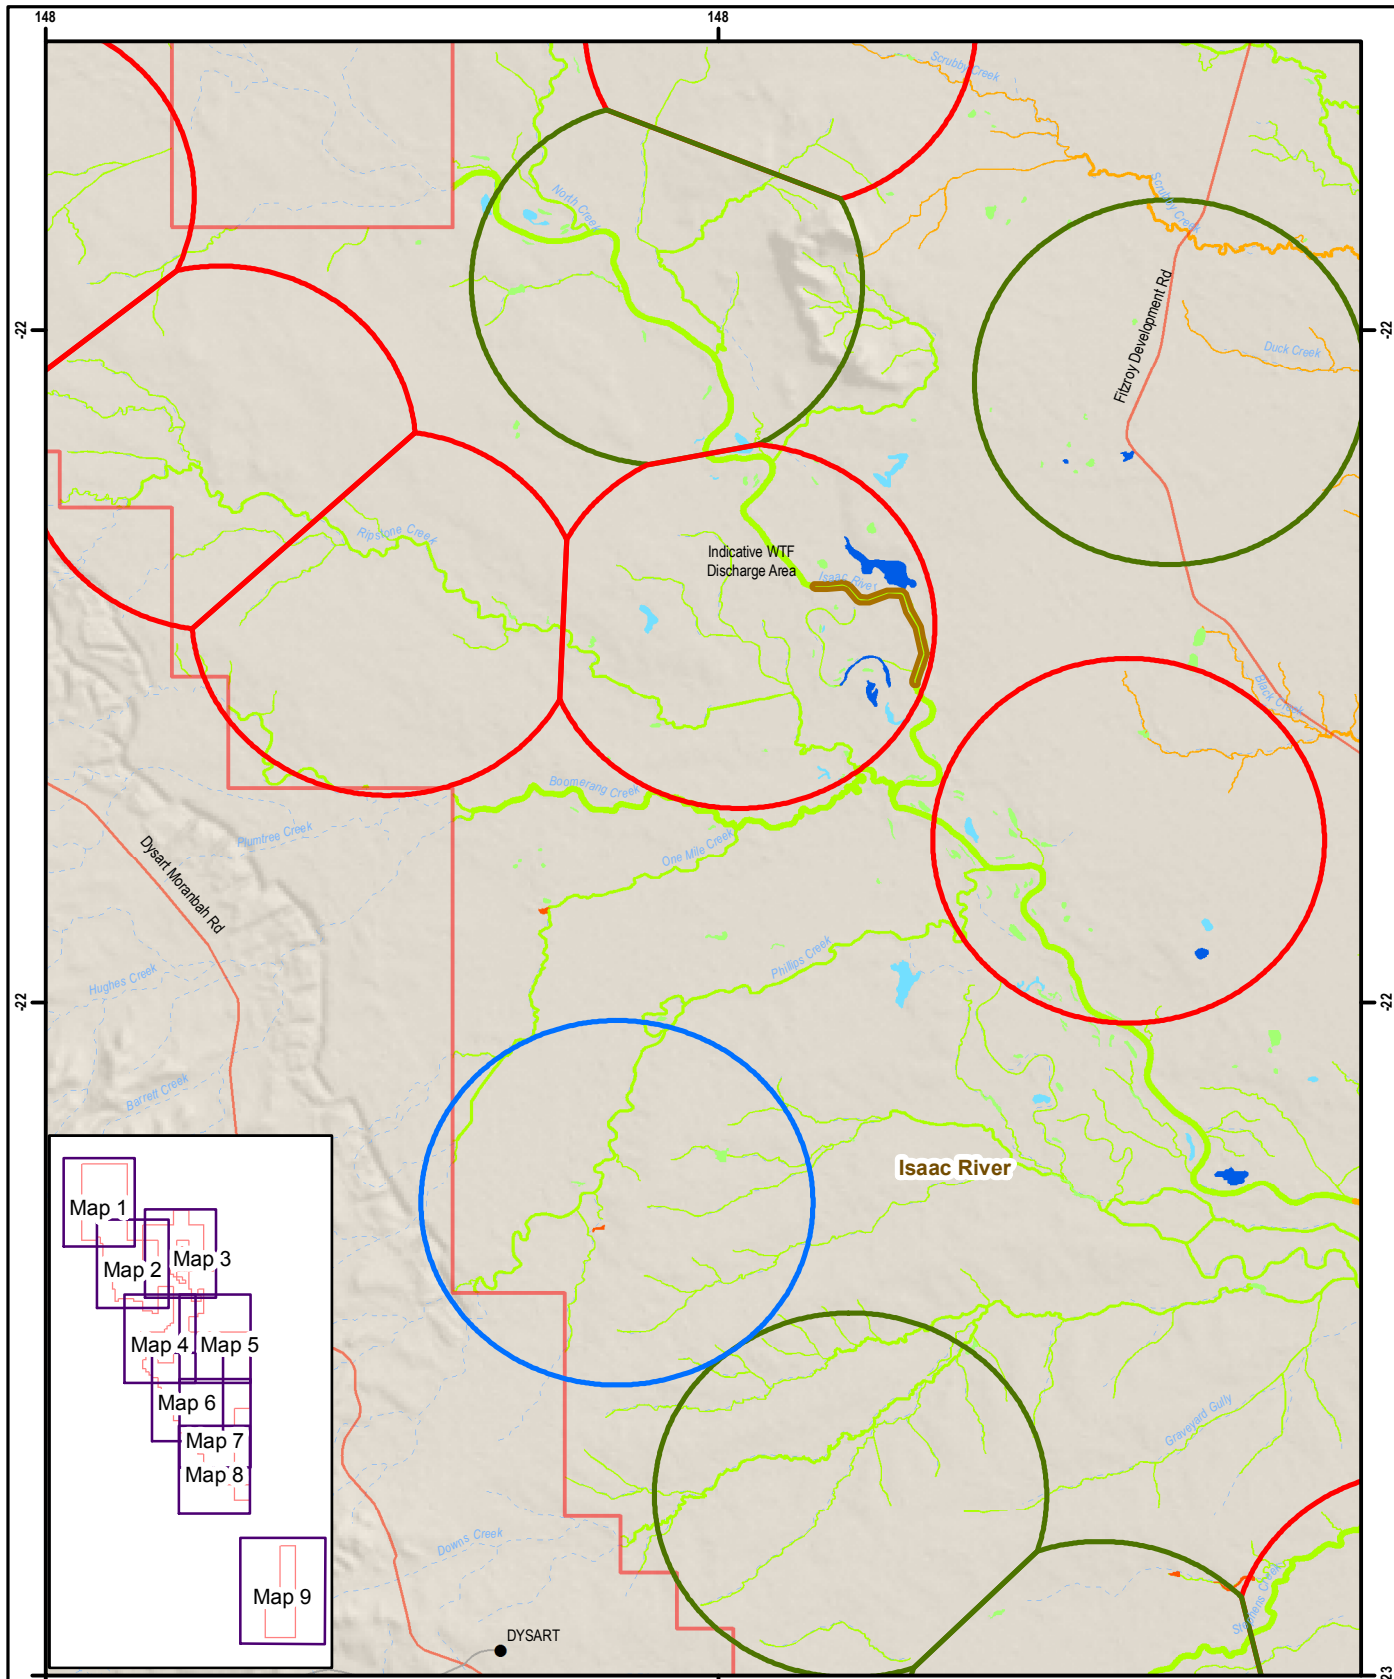 148
148
Scrubby Creek
Scrubby Creek
North Creek
Fitzroy Development Rd
-22
-22
Duck Creek
Ripstone Creek
Indicative WTF
Discharge Area
Isaac River
Black Creek
Boomerang Creek
Plumtree Creek
One Mile Creek
Dysart Moranbah Rd
Phillips Creek
Hughes Creek
-22
-22
Barrett Creek
Isaac River
Map 1
Map 3
Map 2
Map 4
Map 5
Map 6
Map 7
Map 8
Map 9
Graveyard Gully
Downs Creek
Stephens Creek
DYSART
-23